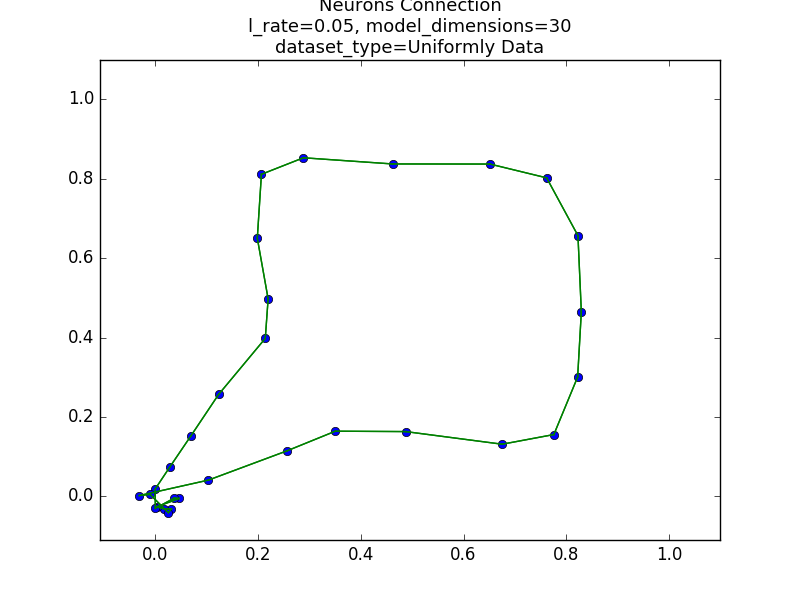 Neurons Connection
l_rate=0.05, model_dimensions=30
dataset_type=Uniformly Data
1.0
0.8
0.6
0.4
0.2
0.0
0.0 0.2 0.4 0.6 0.8 1.0